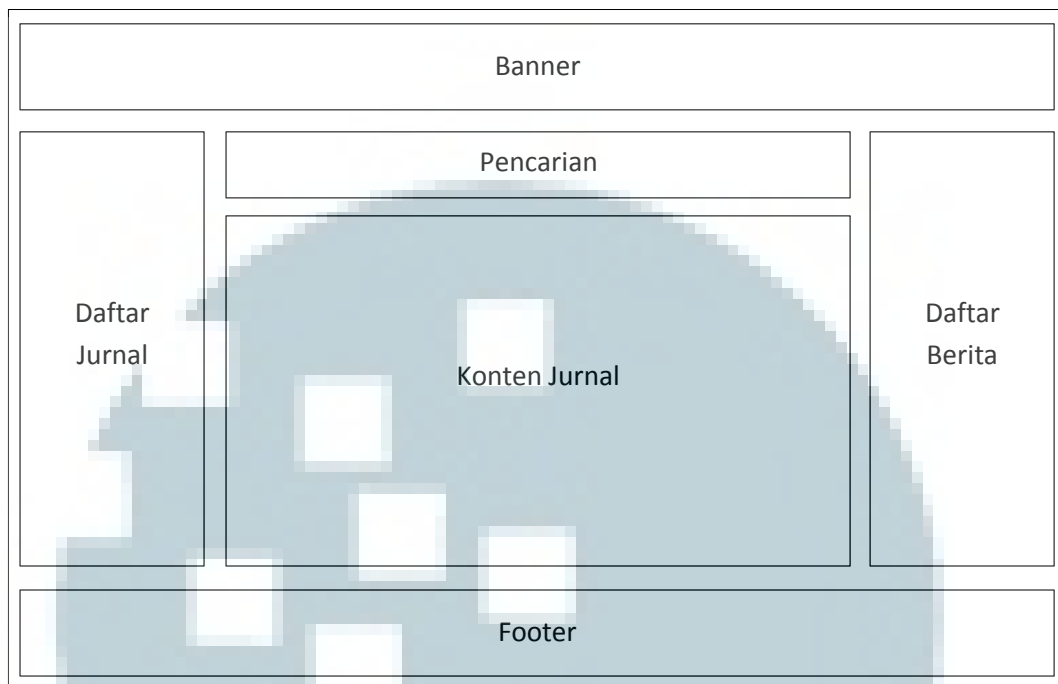 Banner
Pencarian
Daftar
Jurnal
Konten Jurnal
Daftar
Berita
Footer